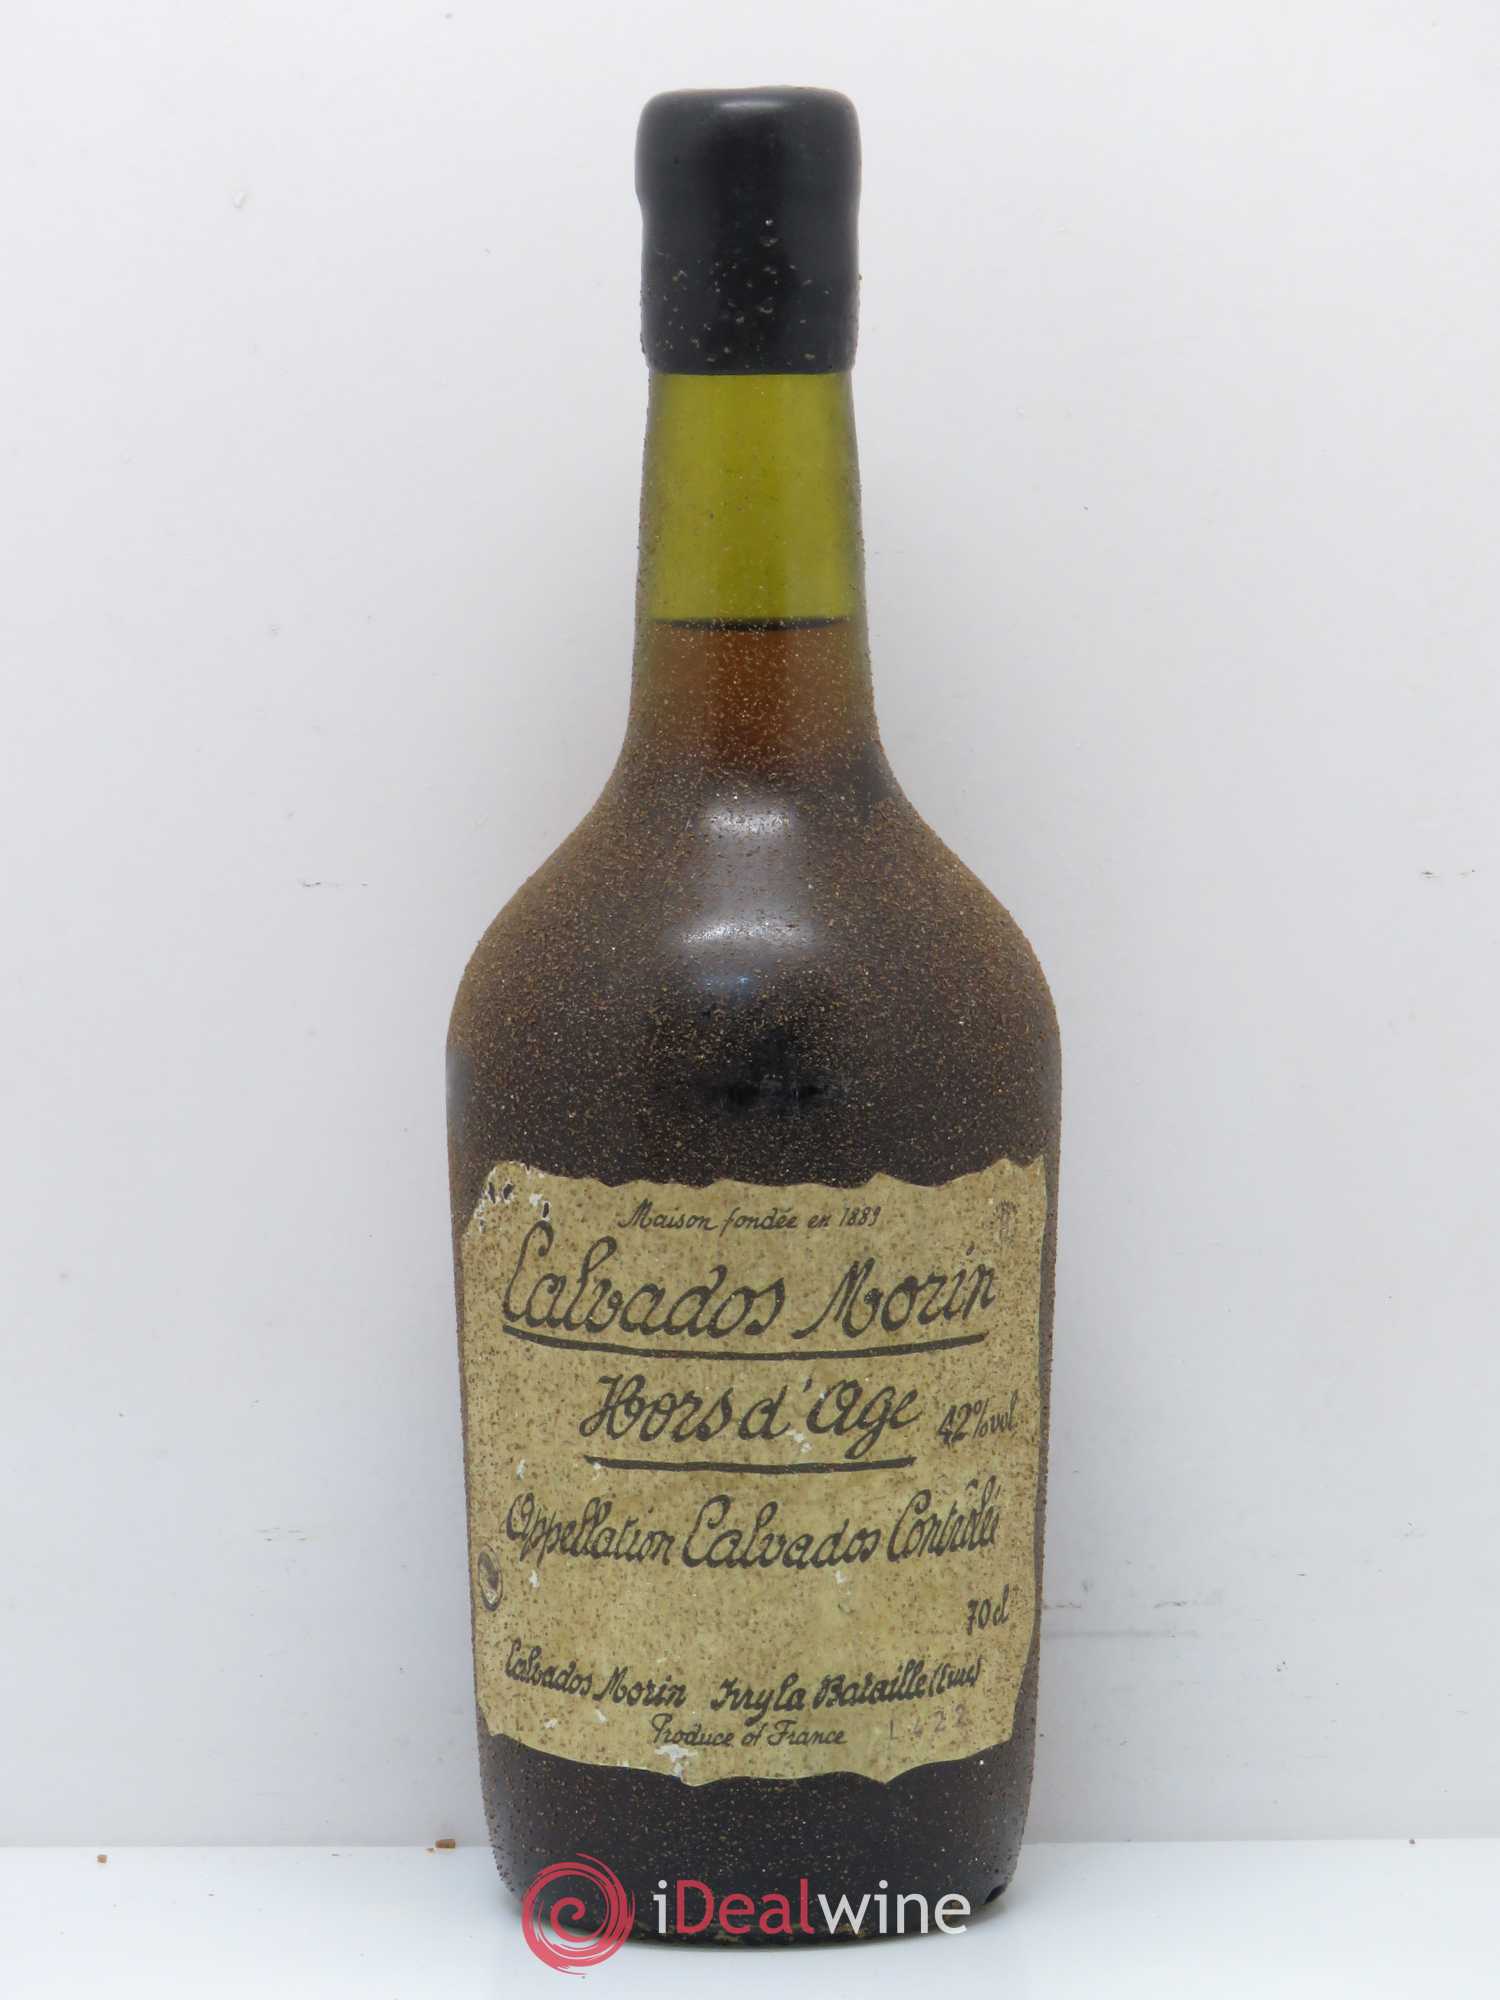 Maison fondée en 1889
Calvados Morin
Hors d'Age
42% vol
Appellation Calvados Contrôlée
70cl
Calvados Morin Ivry la Bataille (Eure)
Produce of France
L 422
iDealwine